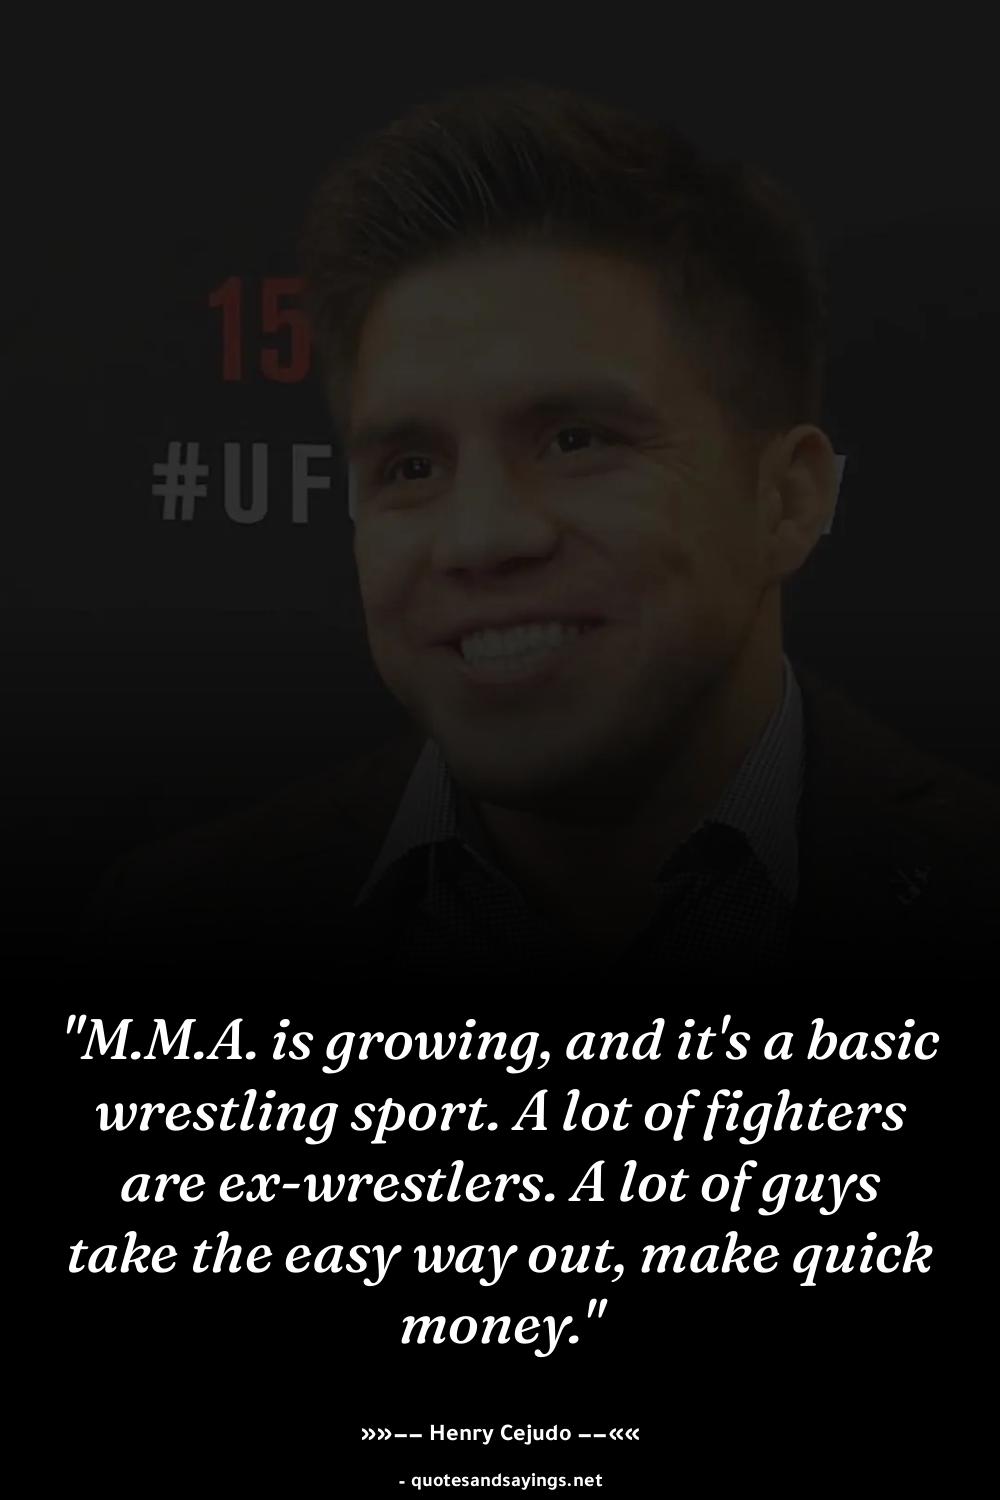 15
#UF
"M.M.A. is growing, and it's a basic
wrestling sport. A lot of fighters
are ex-wrestlers. A lot of guys
take the easy way out, make quick
money."
»»–– Henry Cejudo ––««
- quotesandsayings.net